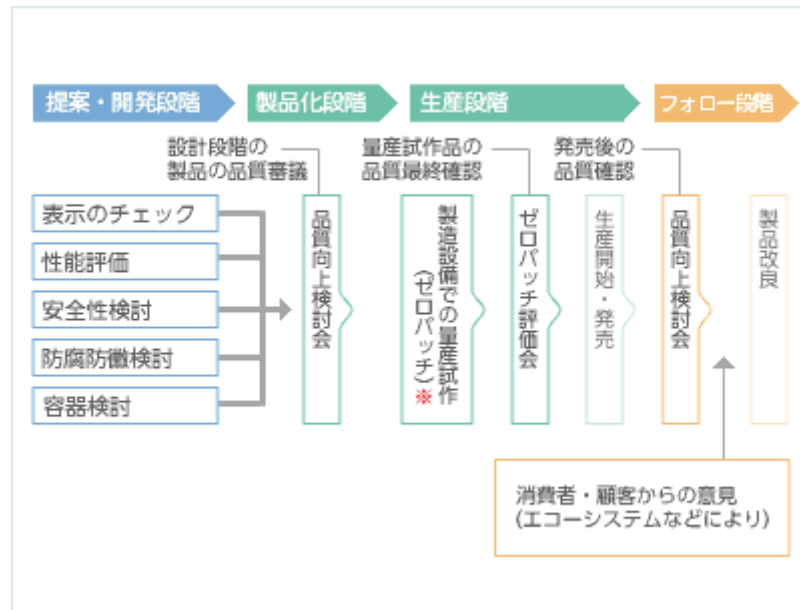 提案・開発段階
製品化段階
生産段階
フォロー段階
設計段階の
製品の品質審議
量産試作品の
品質最終確認
発売後の
品質確認
表示のチェック
性能評価
安全性検討
防腐防黴検討
容器検討
品質向上検討会
製造設備での量産試作
(ゼロパッチ)※
ゼロパッチ評価会
生産開始・発売
品質向上検討会
製品改良
消費者・顧客からの意見
(エコーシステムなどにより)